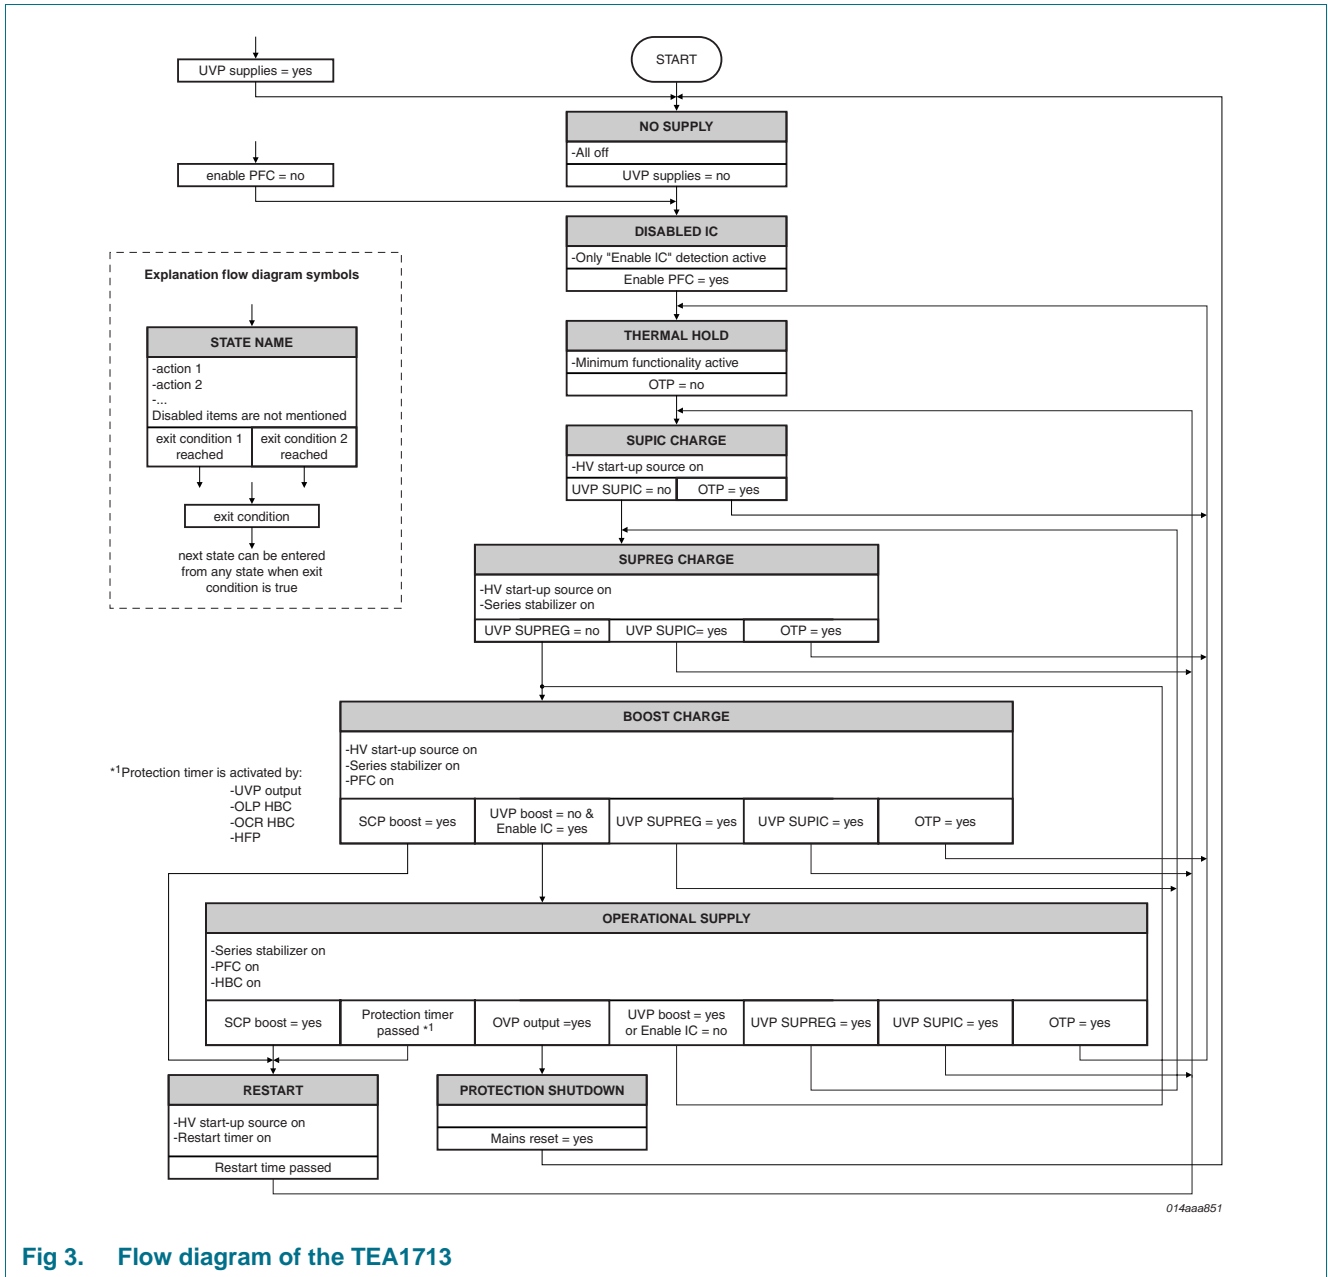 UVP supplies = yes
START
NO SUPPLY
-All off
UVP supplies = no
enable PFC = no
DISABLED IC
-Only "Enable IC" detection active
Enable PFC = yes
Explanation flow diagram symbols
STATE NAME
-action 1
-action 2
-...
Disabled items are not mentioned
exit condition 1
reached
exit condition 2
reached
exit condition
next state can be entered
from any state when exit
condition is true
THERMAL HOLD
-Minimum functionality active
OTP = no
SUPIC CHARGE
-HV start-up source on
UVP SUPIC = no
OTP = yes
SUPREG CHARGE
-HV start-up source on
-Series stabilizer on
UVP SUPREG = no
UVP SUPIC= yes
OTP = yes
BOOST CHARGE
-HV start-up source on
-Series stabilizer on
-PFC on
SCP boost = yes
UVP boost = no &
Enable IC = yes
UVP SUPREG = yes
UVP SUPIC = yes
OTP = yes
*1Protection timer is activated by:
-UVP output
-OLP HBC
-OCR HBC
-HFP
OPERATIONAL SUPPLY
-Series stabilizer on
-PFC on
-HBC on
SCP boost = yes
Protection timer
passed *1
OVP output =yes
UVP boost = yes
or Enable IC = no
UVP SUPREG = yes
UVP SUPIC = yes
OTP = yes
RESTART
-HV start-up source on
-Restart timer on
Restart time passed
PROTECTION SHUTDOWN
Mains reset = yes
014aaa851
Fig 3. Flow diagram of the TEA1713